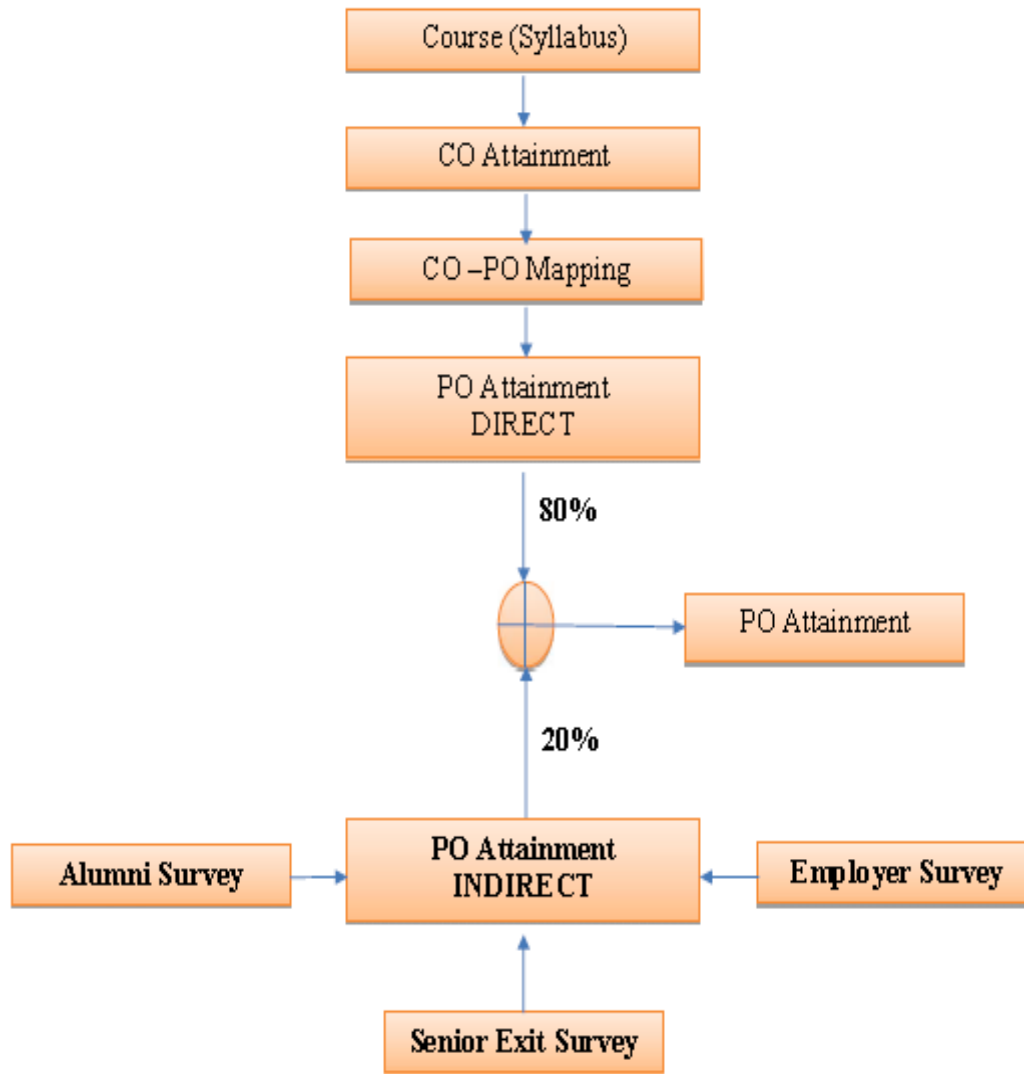 Course (Syllabus)
CO Attainment
CO –PO Mapping
PO Attainment
DIRECT
80%
PO Attainment
20%
PO Attainment
INDIRECT
Alumni Survey
Employer Survey
Senior Exit Survey